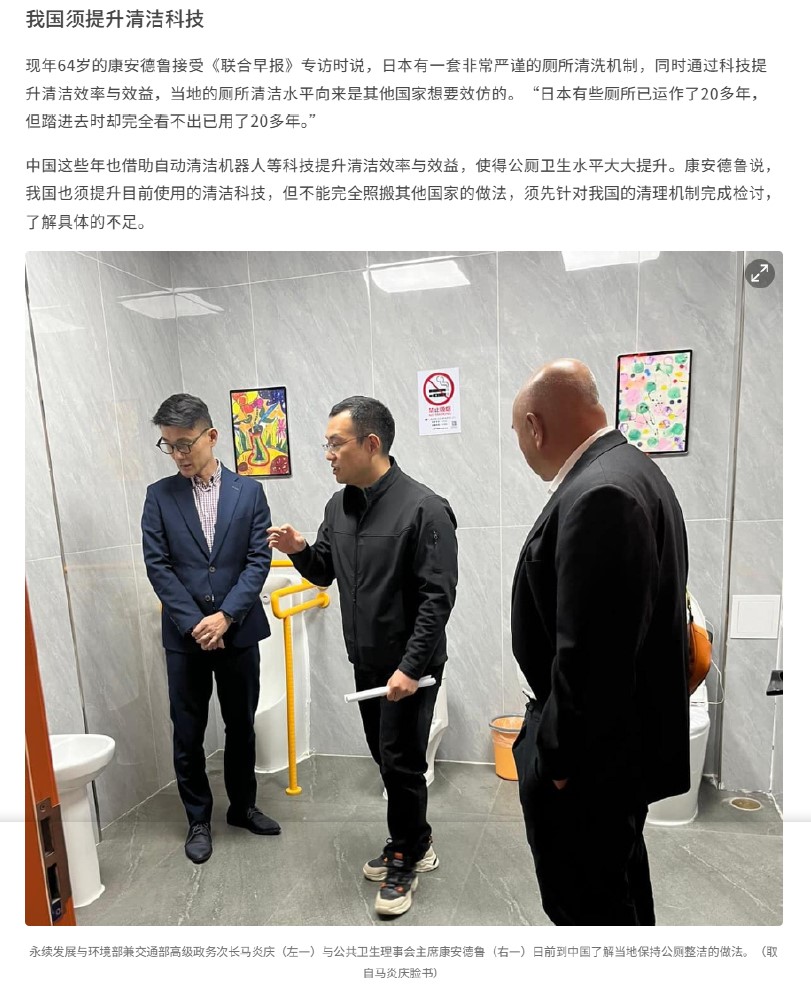 我国须提升清洁科技
现年64岁的康安德鲁接受《联合早报》专访时说，日本有一套非常严谨的厕所清洗机制，同时通过科技提
升清洁效率与效益，当地的厕所清洁水平向来是其他国家想要效仿的。“日本有些厕所已运作了20多年，
但踏进去时却完全看不出已用了20多年。”
中国这些年也借助自动清洁机器人等科技提升清洁效率与效益，使得公厕卫生水平大大提升。康安德鲁说，
我国也须提升目前使用的清洁科技，但不能完全照搬其他国家的做法，须先针对我国的清理机制完成检讨，
了解具体的不足。
禁止吸烟
永续发展与环境部兼交通部高级政务次长马炎庆（左一）与公共卫生理事会主席康安德鲁（右一）日前到中国了解当地保持公厕整洁的做法。（取
自马炎庆脸书）